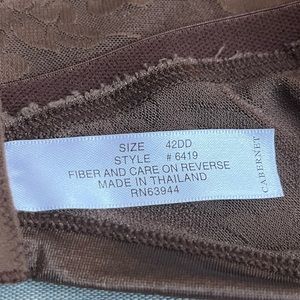 SIZE 42DD
STYLE # 6419
FIBER AND CARE ON REVERSE
MADE IN THAILAND
RN63944
CABERNET